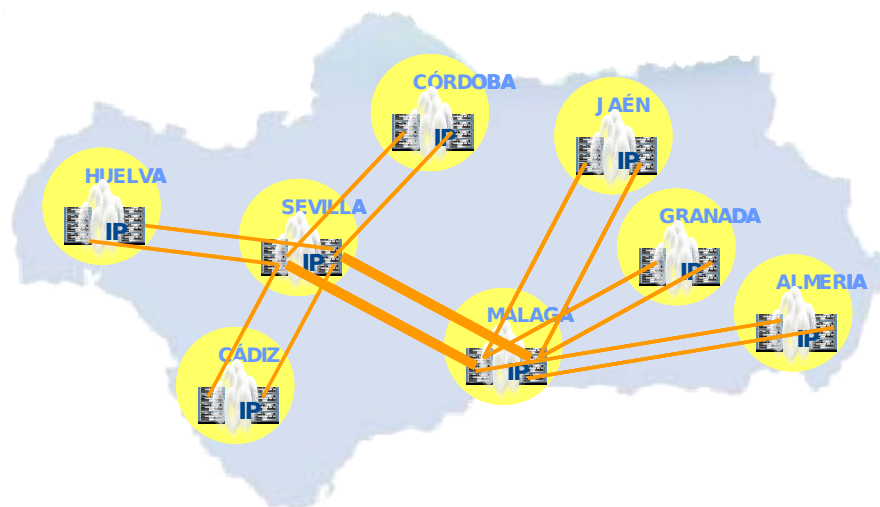 CÓRDOBA
IP
JAÉN
IP
HUELVA
IP
SEVILLA
IP
GRANADA
IP
ALMERIA
IP
MALAGA
IP
CÁDIZ
IP